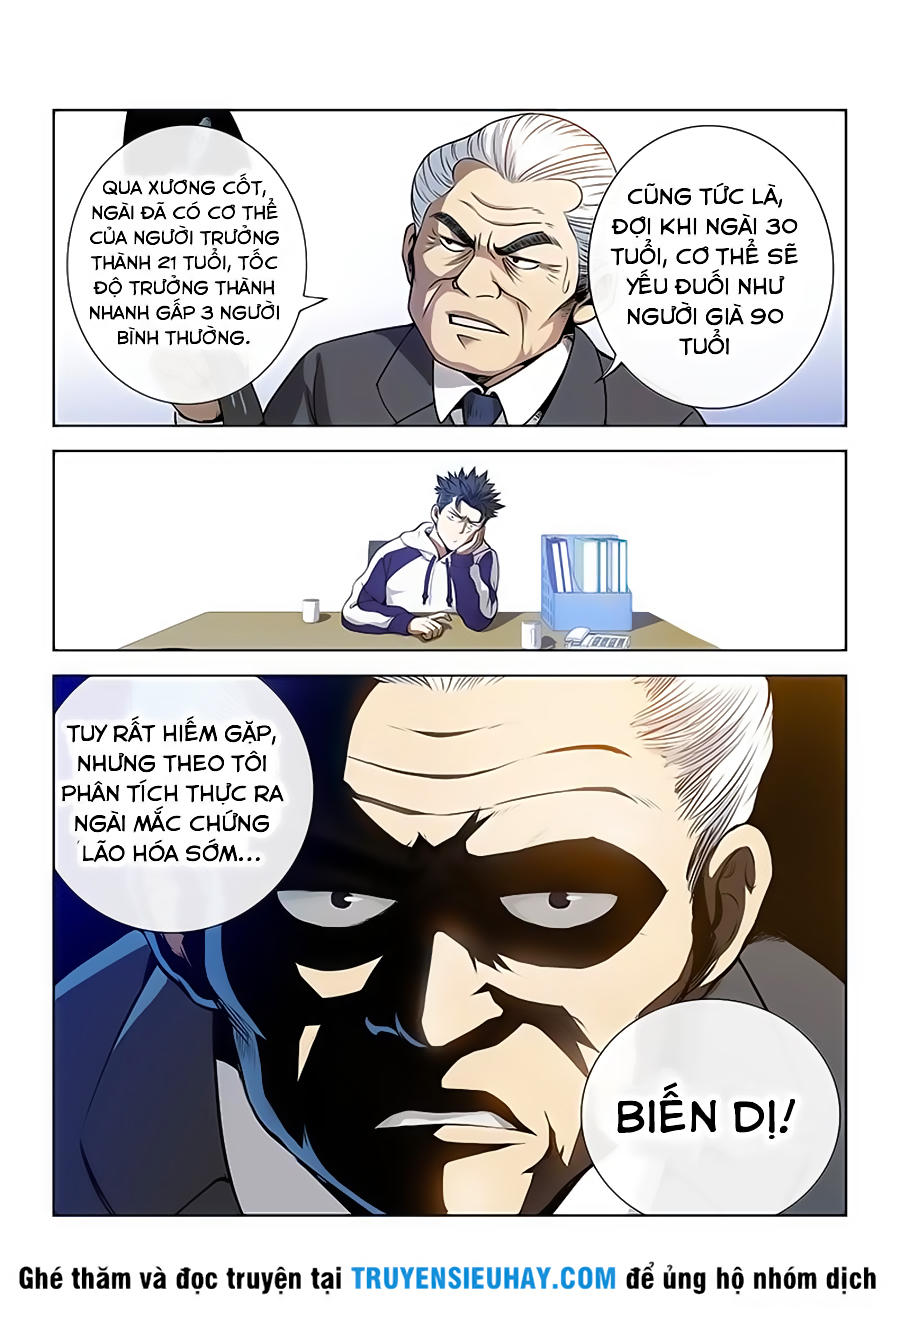 QUA XƯƠNG CỐT,
NGÀI ĐÃ CÓ CƠ THỂ
CỦA NGƯỜI TRƯỞNG
THÀNH 21 TUỔI, TỐC
ĐỘ TRƯỞNG THÀNH
NHANH GẤP 3 NGƯỜI
BÌNH THƯỜNG.
CŨNG TỨC LÀ,
ĐỢI KHI NGÀI 30
TUỔI, CƠ THỂ SẼ
YẾU ĐUỐI NHƯ
NGƯỜI GIÀ 90
TUỔI
TUY RẤT HIẾM GẶP,
NHƯNG THEO TÔI
PHÂN TÍCH THỰC RA
NGÀI MẮC CHỨNG
LÃO HÓA SỚM...
BIẾN DỊ!
Ghé thăm và đọc truyện tại TRUYENSIEUHAY.COM để ủng hộ nhóm dịch